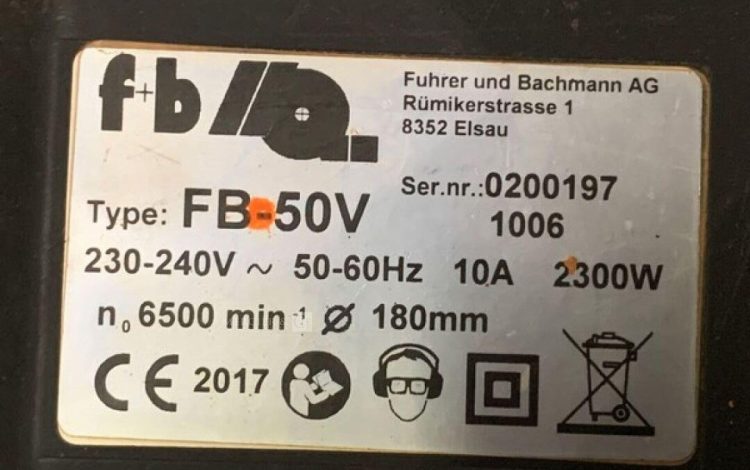 f+b
Fuhrer und Bachmann AG
Rümikerstrasse 1
8352 Elsau
Ser.nr.:0200197
1006
Type: FB-50V
230-240V ~ 50-60Hz 10A 2300W
n₀ 6500 min⁻¹ Ø 180mm
CE 2017